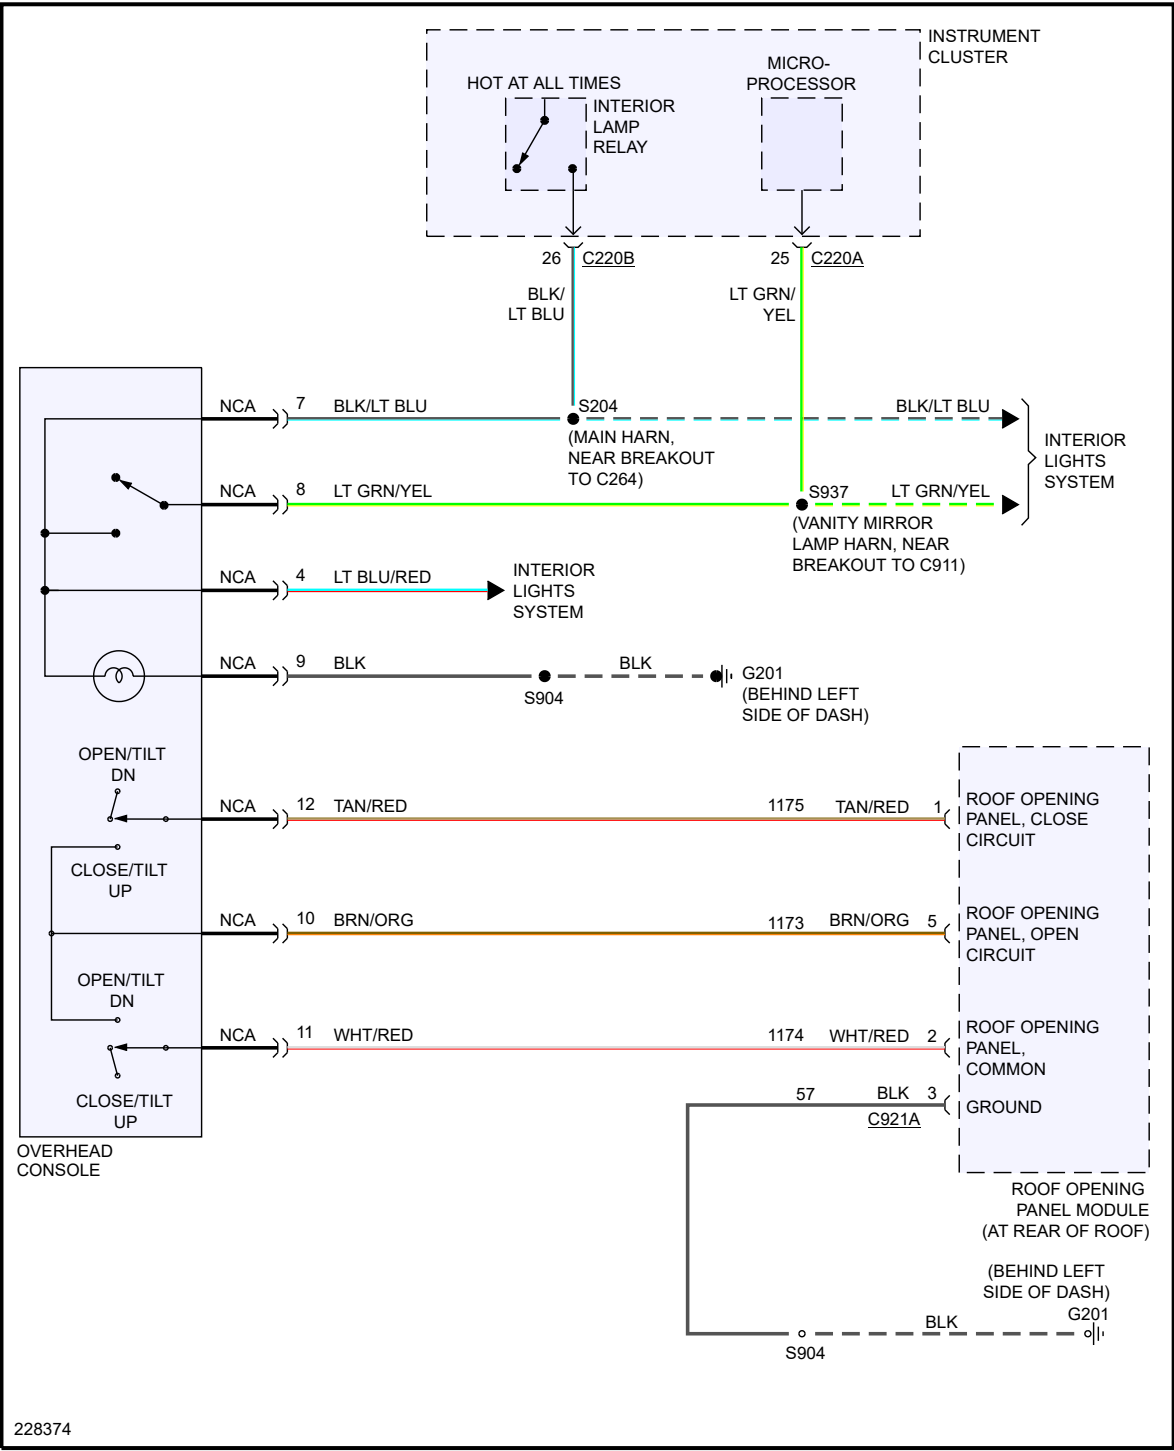 INSTRUMENT
CLUSTER
MICRO-
PROCESSOR
HOT AT ALL TIMES
INTERIOR
LAMP
RELAY
26 C220B
25 C220A
BLK/
LT BLU
LT GRN/
YEL
NCA 7 BLK/LT BLU
S204
BLK/LT BLU
(MAIN HARN,
NEAR BREAKOUT
TO C264)
INTERIOR
LIGHTS
SYSTEM
NCA 8 LT GRN/YEL
S937
LT GRN/YEL
(VANITY MIRROR
LAMP HARN, NEAR
BREAKOUT TO C911)
NCA 4 LT BLU/RED
INTERIOR
LIGHTS
SYSTEM
NCA 9 BLK
S904
BLK
G201
(BEHIND LEFT
SIDE OF DASH)
OPEN/TILT
DN
NCA 12 TAN/RED
1175 TAN/RED 1
ROOF OPENING
PANEL, CLOSE
CIRCUIT
CLOSE/TILT
UP
NCA 10 BRN/ORG
1173 BRN/ORG 5
ROOF OPENING
PANEL, OPEN
CIRCUIT
OPEN/TILT
DN
NCA 11 WHT/RED
1174 WHT/RED 2
ROOF OPENING
PANEL,
COMMON
CLOSE/TILT
UP
57 BLK 3
C921A
GROUND
OVERHEAD
CONSOLE
ROOF OPENING
PANEL MODULE
(AT REAR OF ROOF)
(BEHIND LEFT
SIDE OF DASH)
G201
BLK
S904
228374